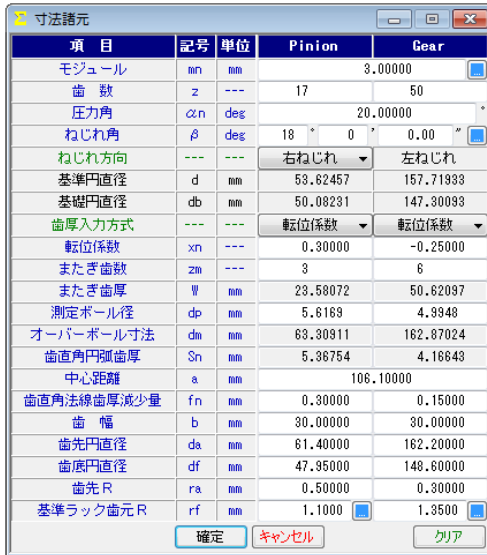 Σ 寸法諸元
項 目 記号 単位 Pinion Gear
モジュール mn mm 3.00000 ...
歯 数 z --- 17 50
圧力角 αn deg 20.00000 °
ねじれ角 β deg 18 ° 0 ' 0.00 " ...
ねじれ方向 --- --- 右ねじれ 左ねじれ
基準円直径 d mm 53.62457 157.71933
基礎円直径 db mm 50.08231 147.30093
歯厚入力方式 --- --- 転位係数 転位係数
転位係数 xn --- 0.30000 -0.25000
またぎ歯数 zm --- 3 6
またぎ歯厚 W mm 23.58072 50.62097
測定ボール径 dp mm 5.6169 4.9948
オーバーボール寸法 dm mm 63.30911 162.87024
歯直角円弧歯厚 Sn mm 5.36754 4.16643
中心距離 a mm 106.10000
歯直角法線歯厚減少量 fn mm 0.30000 0.15000
歯 幅 b mm 30.00000 30.00000
歯先円直径 da mm 61.40000 162.20000
歯底円直径 df mm 47.95000 148.60000
歯先R ra mm 0.50000 0.30000
基準ラック歯元R rf mm 1.1000 ... 1.3500 ...
確定 キャンセル クリア